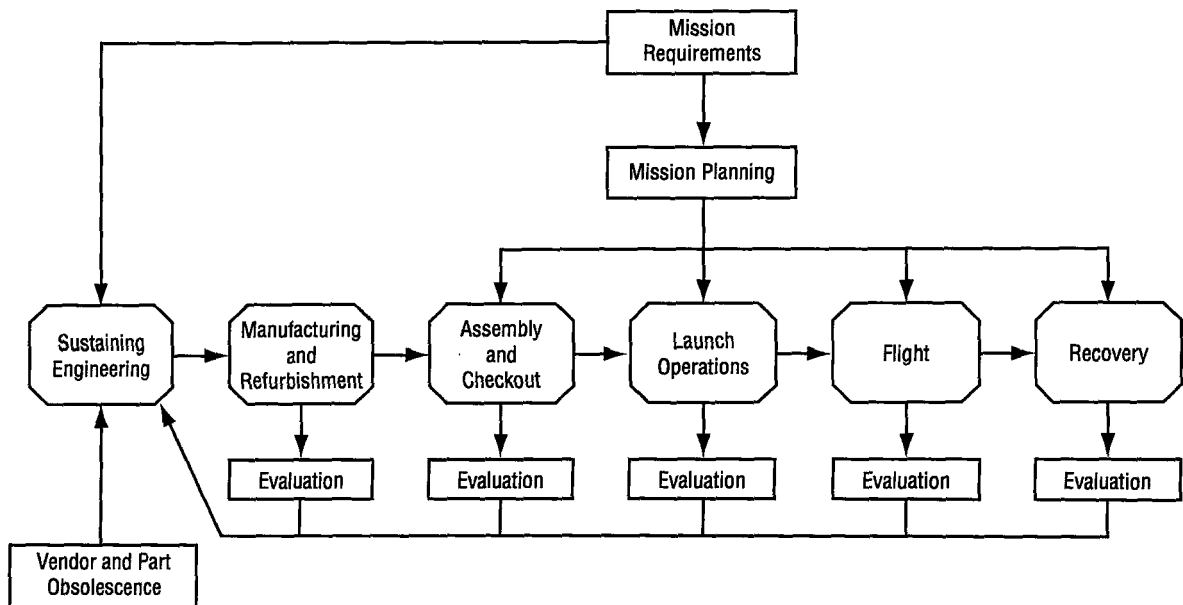 Mission
Requirements
Mission Planning
Sustaining
Engineering
Manufacturing
and
Refurbishment
Assembly
and
Checkout
Launch
Operations
Flight
Recovery
Evaluation
Evaluation
Evaluation
Evaluation
Evaluation
Vendor and Part
Obsolescence